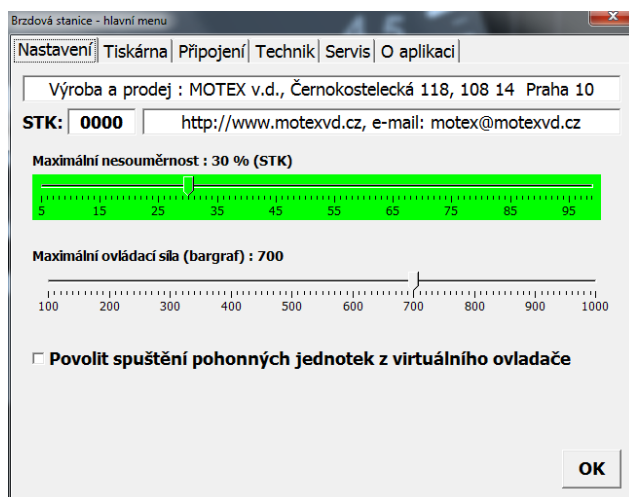 Brzdová stanice - hlavní menu
Nastavení Tiskárna Připojení Technik Servis O aplikaci
Výroba a prodej : MOTEX v.d., Černokostelecká 118, 108 14 Praha 10
STK: 0000 http://www.motexvd.cz, e-mail: motex@motexvd.cz
Maximální nesouměrnost : 30 % (STK)
5 15 25 35 45 55 65 75 85 95
Maximální ovládací síla (bargraf) : 700
100 200 300 400 500 600 700 800 900 1000
Povolit spuštění pohonných jednotek z virtuálního ovladače
OK